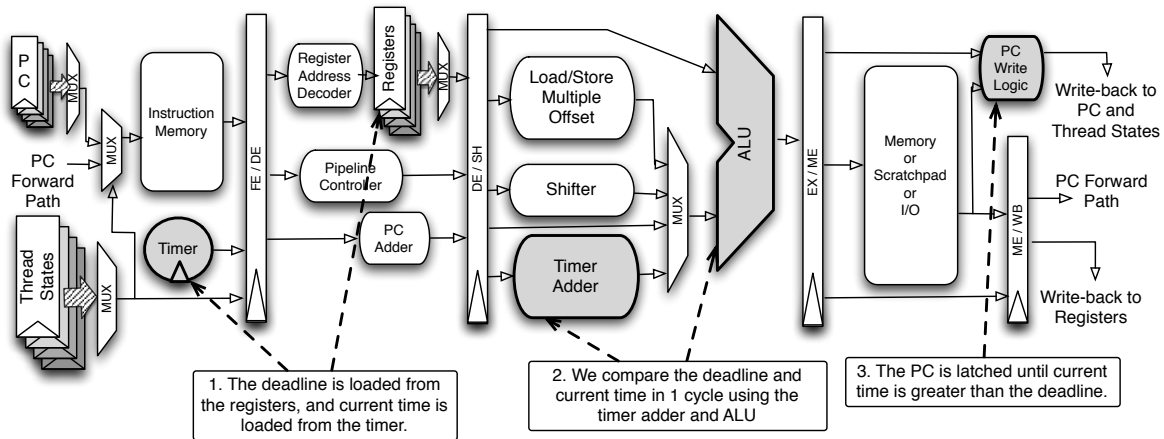 PC
MUX
PC
Forward
Path
MUX
Instruction
Memory
Thread
States
MUX
Timer
FE / DE
Register
Address
Decoder
Registers
MUX
Pipeline
Controller
PC
Adder
DE / SH
Load/Store
Multiple
Offset
Shifter
Timer
Adder
MUX
ALU
EX / ME
Memory
or
Scratchpad
or
I/O
PC
Write
Logic
ME / WB
Write-back to
PC and
Thread States
PC Forward
Path
Write-back to
Registers
1. The deadline is loaded from
the registers, and current time is
loaded from the timer.
2. We compare the deadline and
current time in 1 cycle using the
timer adder and ALU
3. The PC is latched until current
time is greater than the deadline.